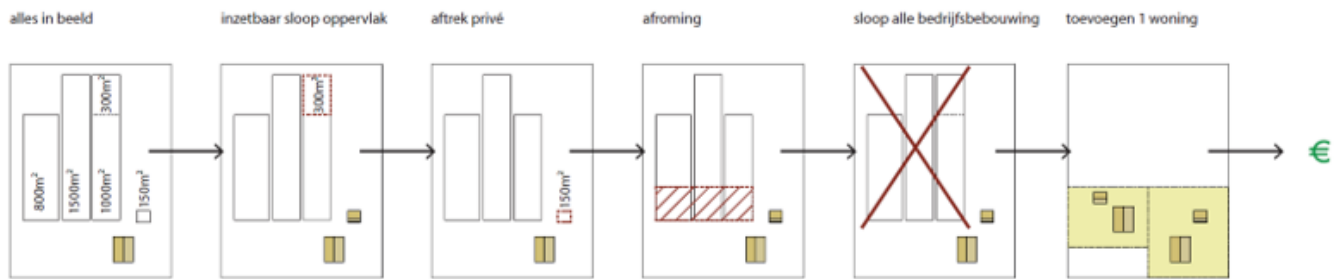 alles in beeld
inzetbaar sloop oppervlak
aftrek privé
afroming
sloop alle bedrijfsbebouwing
toevoegen 1 woning
800m²
1500m²
1000m²
300m²
150m²
300m²
150m²
€